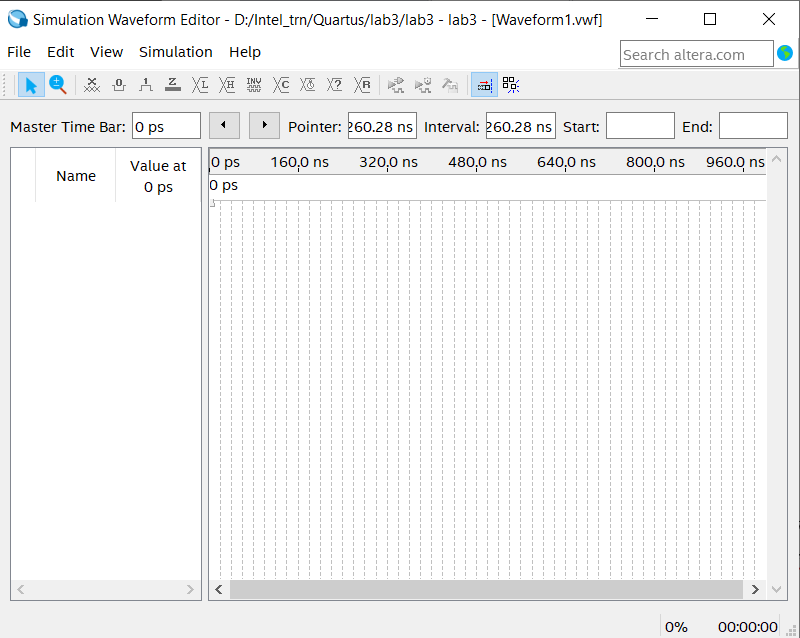 Simulation Waveform Editor - D:/Intel_trn/Quartus/lab3/lab3 - lab3 - [Waveform1.vwf]
File Edit View Simulation Help
Search altera.com
Master Time Bar: 0 ps Pointer: 260.28 ns Interval: 260.28 ns Start: End:
Name
Value at
0 ps
0 ps 160.0 ns 320.0 ns 480.0 ns 640.0 ns 800.0 ns 960.0 ns
0 ps
0% 00:00:00